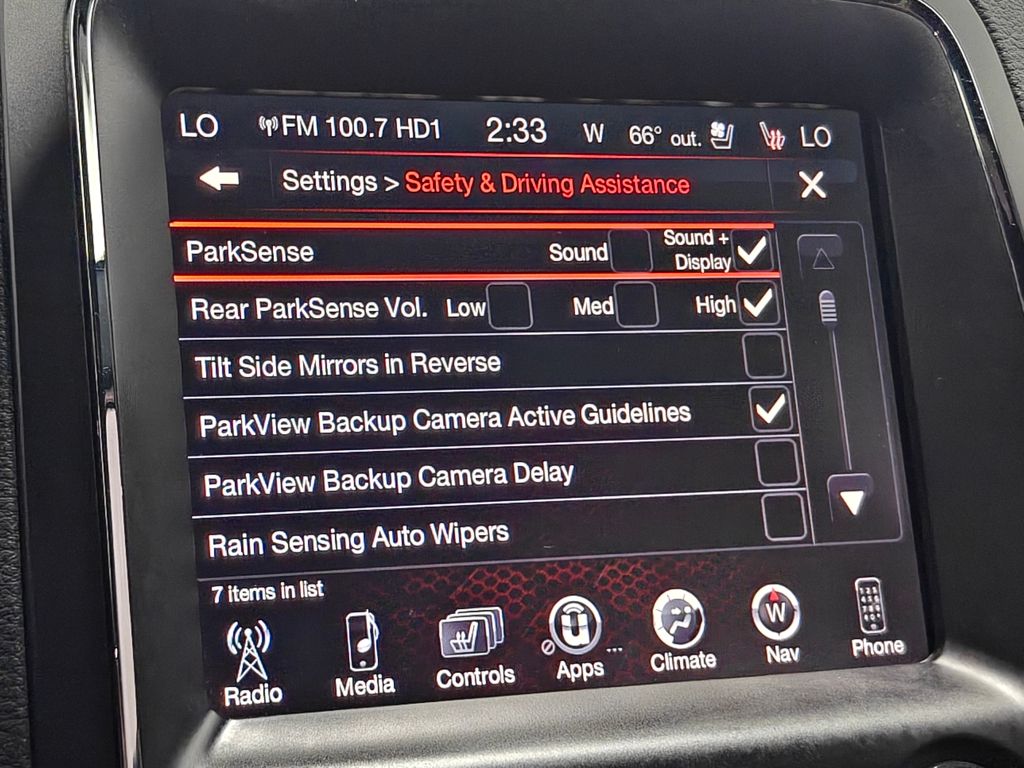 LO FM 100.7 HD1 2:33 W 66° out. LO
Settings > Safety & Driving Assistance
ParkSense Sound Sound + Display
Rear ParkSense Vol. Low Med High
Tilt Side Mirrors in Reverse
ParkView Backup Camera Active Guidelines
ParkView Backup Camera Delay
Rain Sensing Auto Wipers
7 items in list
W
Radio Media Controls Apps ... Climate Nav Phone